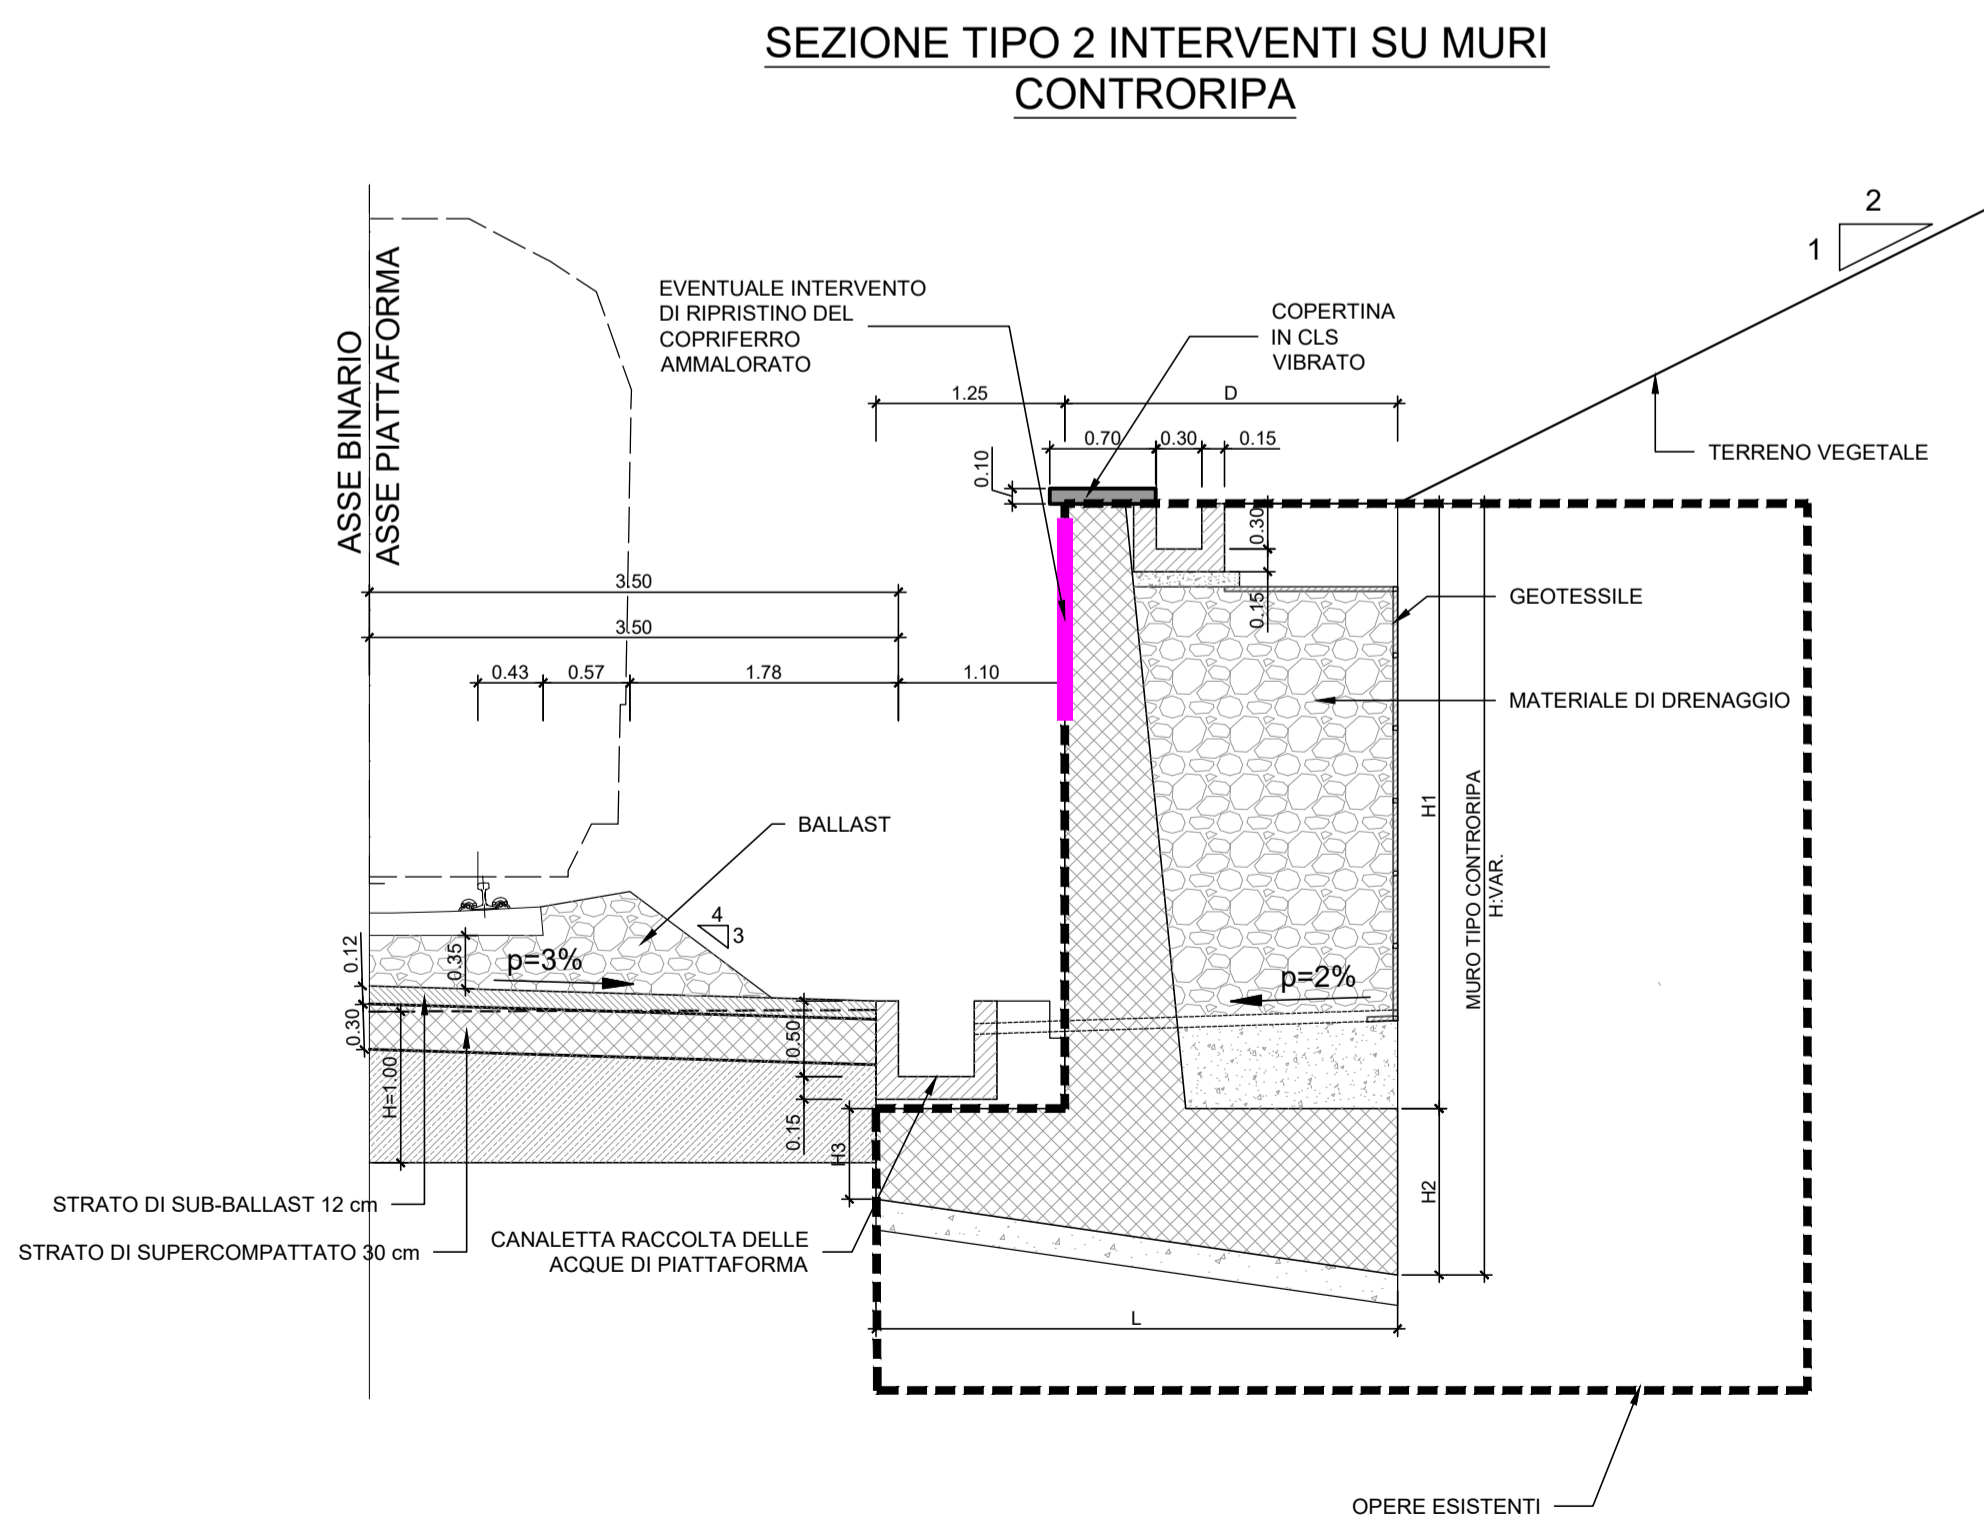 SEZIONE TIPO 2 INTERVENTI SU MURI
CONTRORIPA
2
1
ASSE BINARIO
ASSE PIATTAFORMA
EVENTUALE INTERVENTO
DI RIPRISTINO DEL
COPRIFERRO
AMMALORATO
COPERTINA
IN CLS
VIBRATO
1.25
D
0.70
0.30
0.15
0.10
TERRENO VEGETALE
0.30
0.15
3.50
3.50
GEOTESSILE
0.43
0.57
1.78
1.10
MATERIALE DI DRENAGGIO
H1
MURO TIPO CONTRORIPA
H:VAR.
BALLAST
4
3
0.12
0.35
p=3%
p=2%
0.30
0.50
H=1.00
0.15
H3
H2
STRATO DI SUB-BALLAST 12 cm
STRATO DI SUPERCOMPATTATO 30 cm
CANALETTA RACCOLTA DELLE
ACQUE DI PIATTAFORMA
L
OPERE ESISTENTI